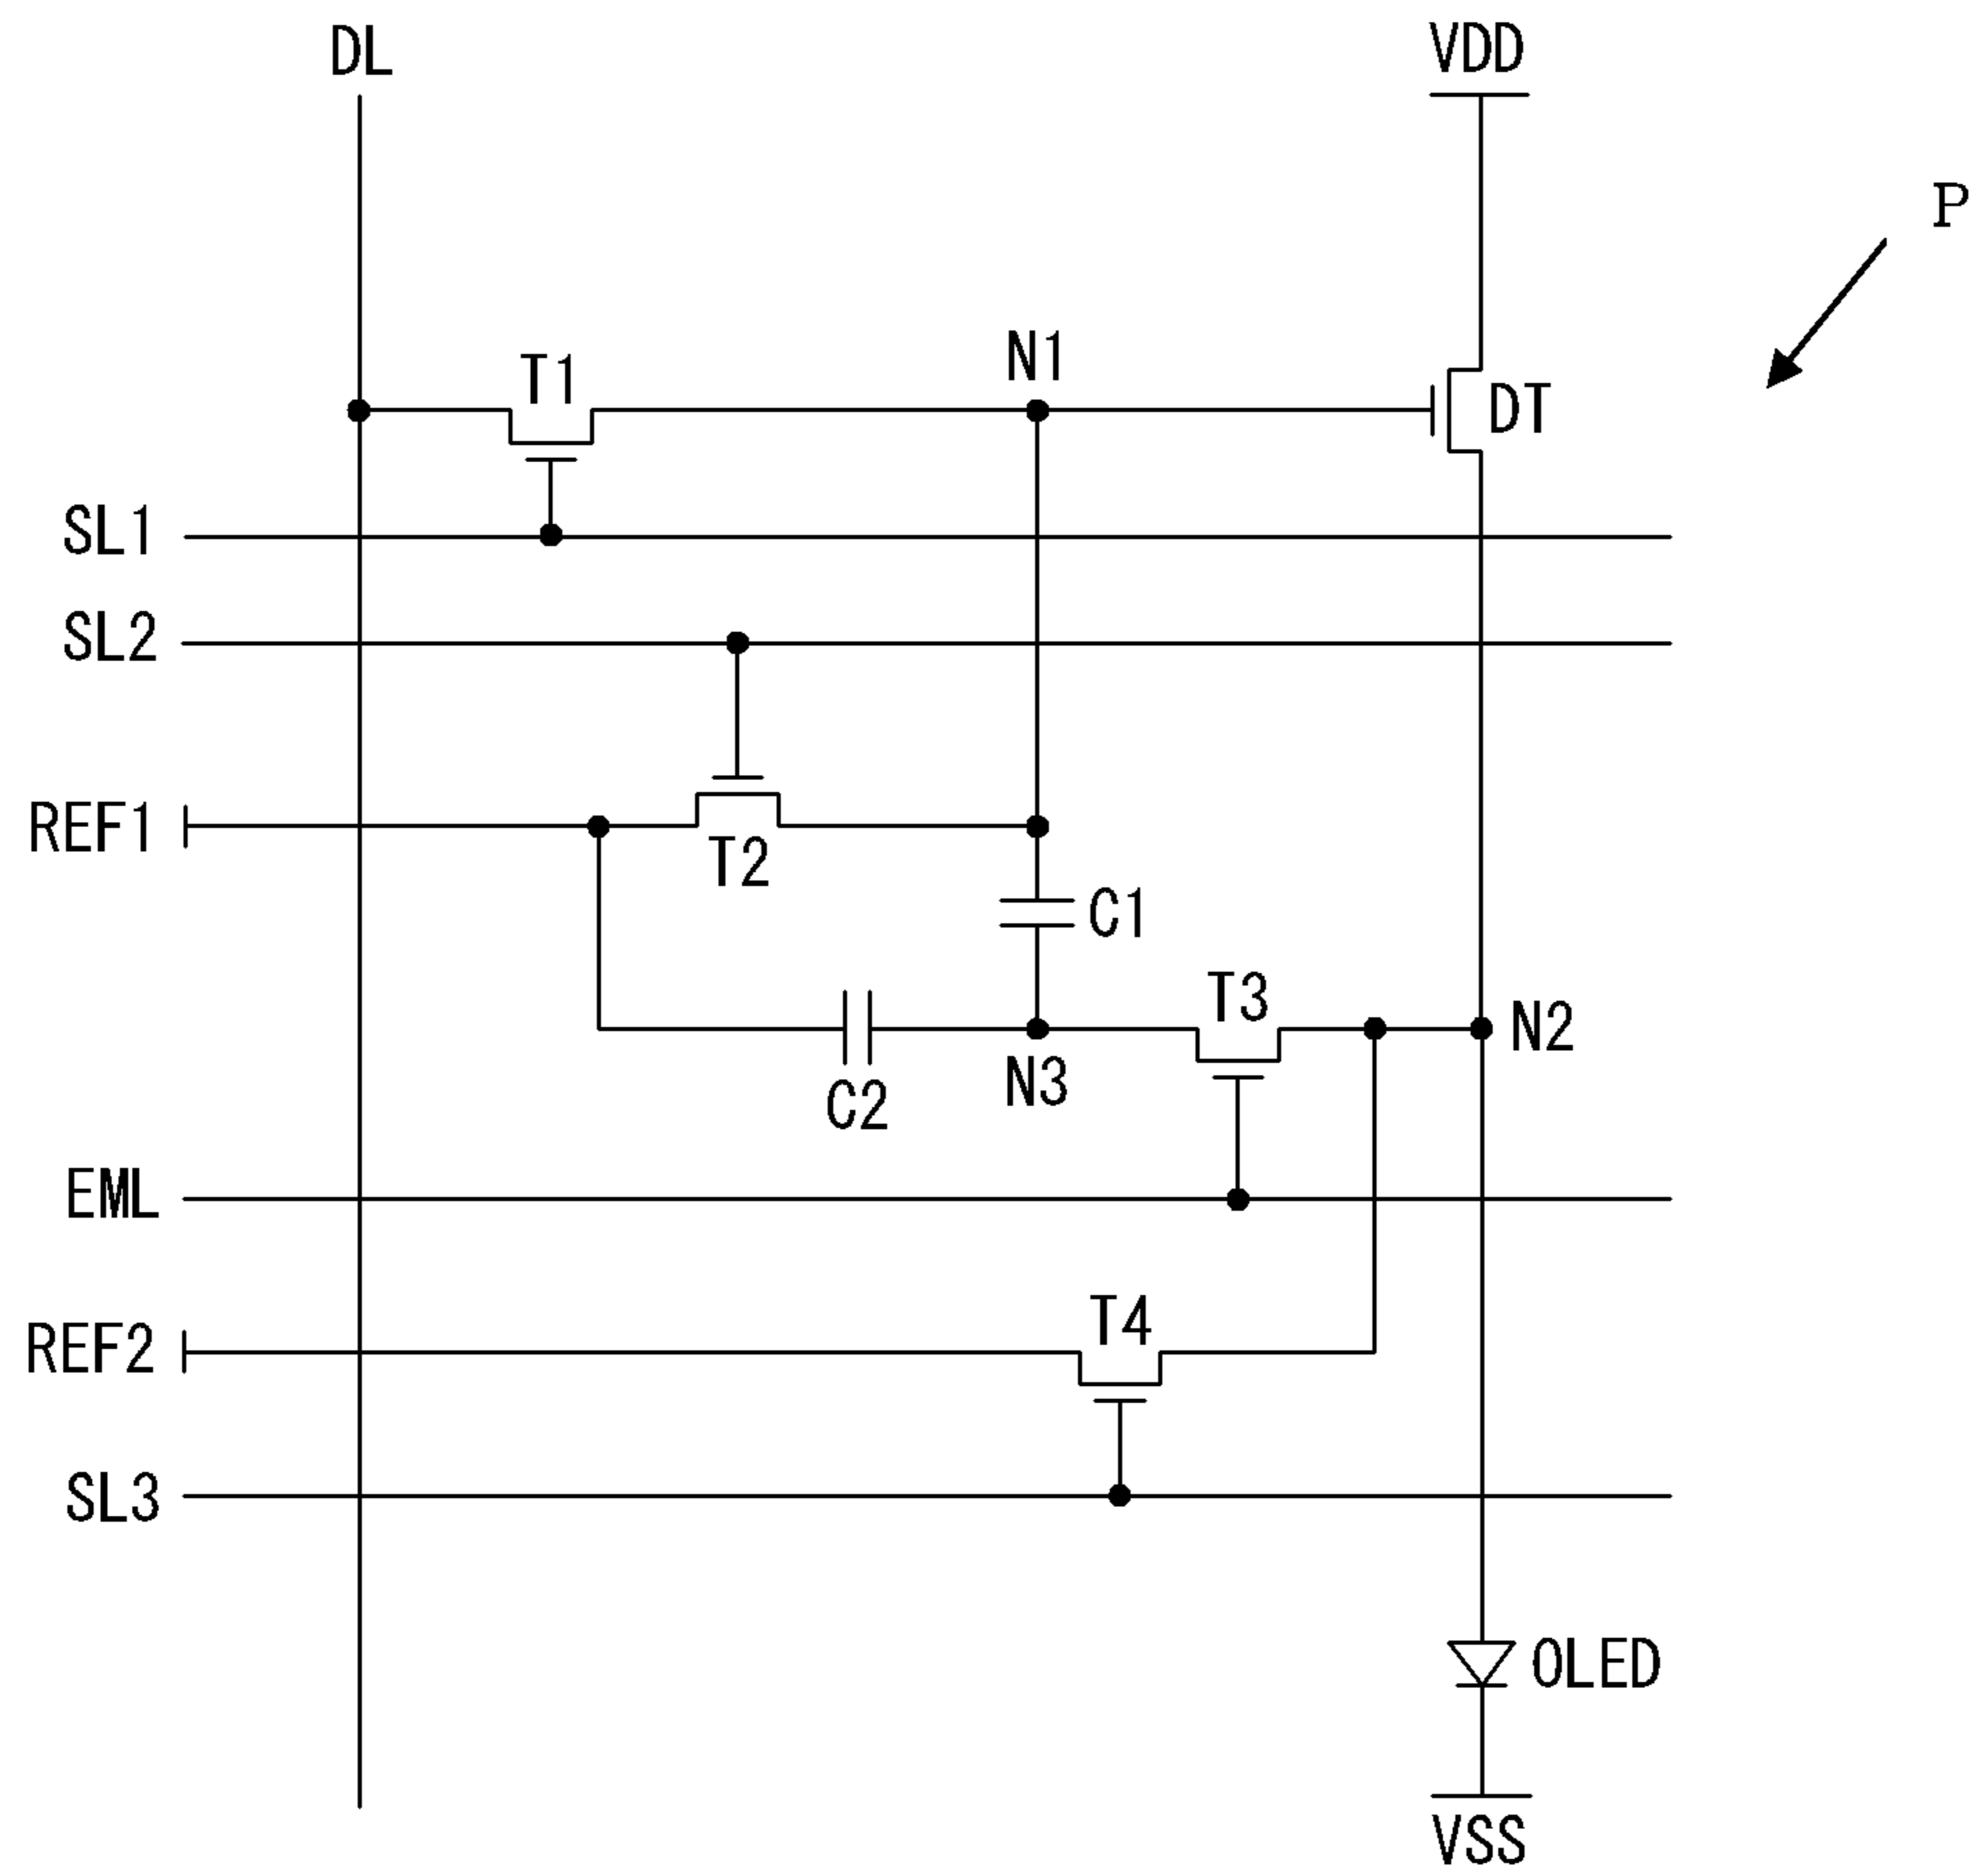 DL
VDD
P
T1
N1
DT
SL1
SL2
REF1
T2
C1
T3
N2
C2
N3
EML
T4
REF2
SL3
OLED
VSS